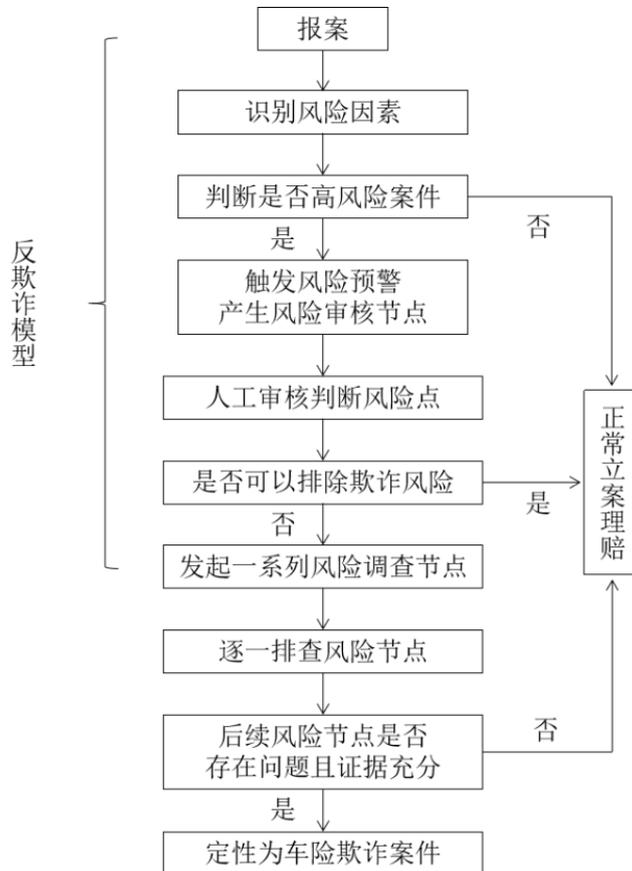 报案
识别风险因素
判断是否高风险案件
否
是
触发风险预警
产生风险审核节点
反欺诈模型
人工审核判断风险点
正常立案理赔
是否可以排除欺诈风险
是
否
发起一系列风险调查节点
逐一排查风险节点
后续风险节点是否
存在问题且证据充分
否
是
定性为车险欺诈案件